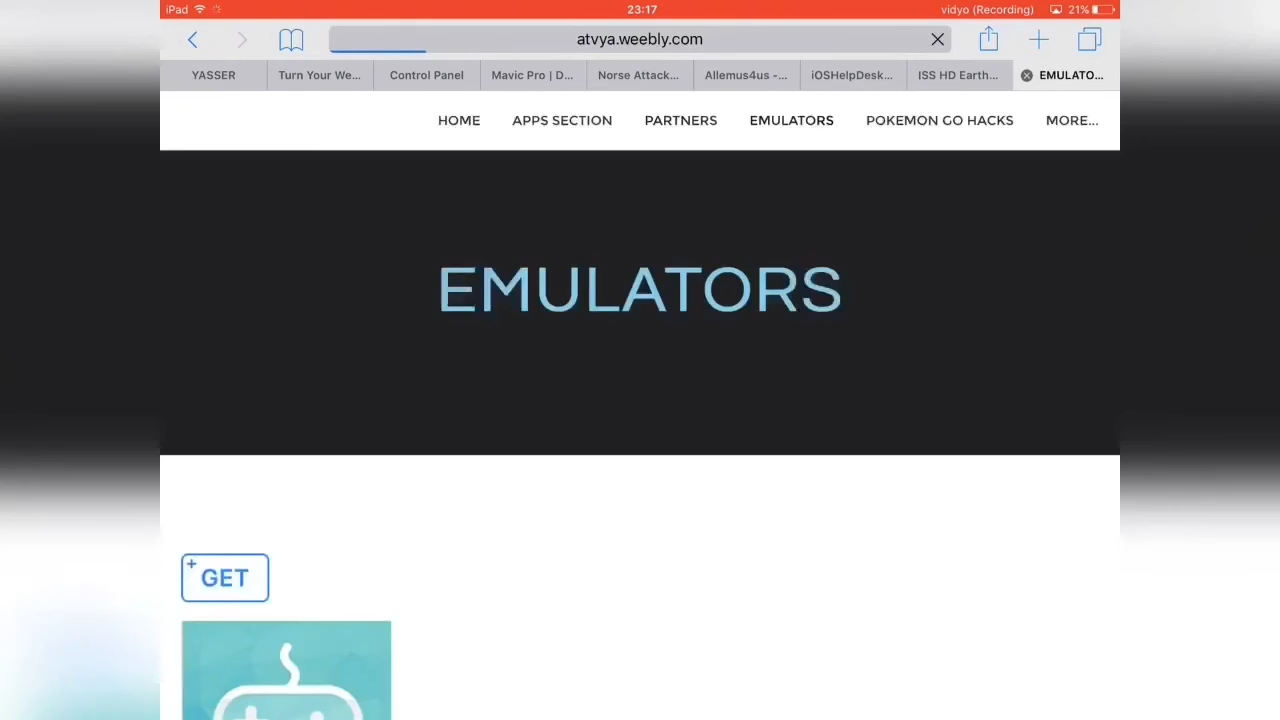 iPad 23:17 vidyo (Recording) 21%
atvya.weebly.com
YASSER Turn Your We... Control Panel Mavic Pro | D... Norse Attack... Allemus4us -... iOSHelpDesk... ISS HD Earth... EMULATO...
HOME APPS SECTION PARTNERS EMULATORS POKEMON GO HACKS MORE...
EMULATORS
+ GET